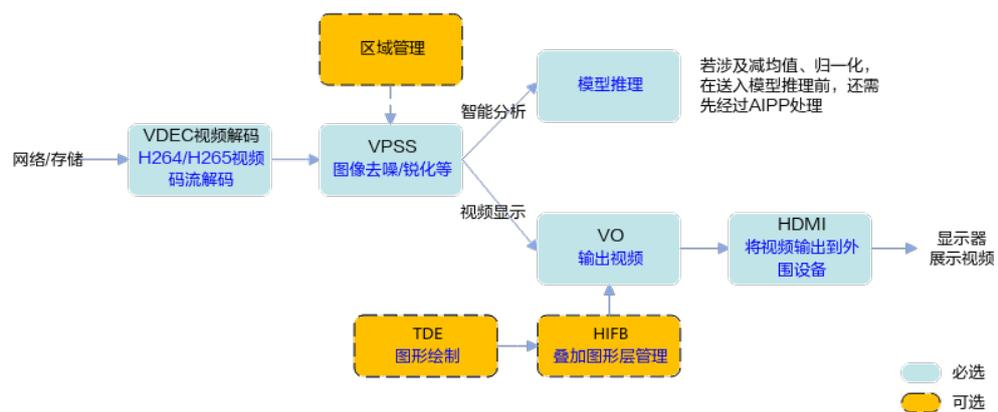 区域管理
模型推理
若涉及减均值、归一化，
在送入模型推理前，还需
先经过AIPP处理
智能分析
网络/存储
VDEC视频解码
H264/H265视频
码流解码
VPSS
图像去噪/锐化等
视频显示
VO
输出视频
HDMI
将视频输出到外
围设备
显示器
展示视频
TDE
图形绘制
HIFB
叠加图形层管理
必选
可选